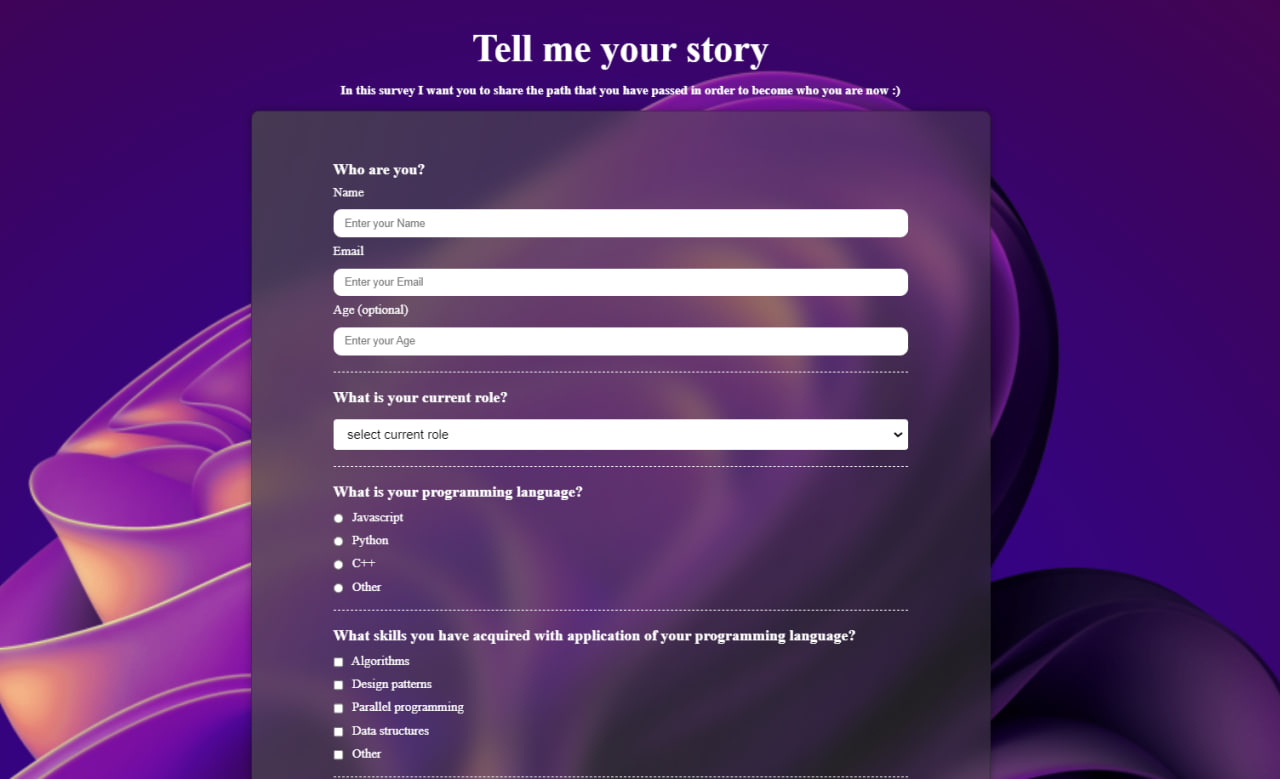 Tell me your story
In this survey I want you to share the path that you have passed in order to become who you are now :)
Who are you?
Name
Enter your Name
Email
Enter your Email
Age (optional)
Enter your Age
What is your current role?
select current role
What is your programming language?
Javascript
Python
C++
Other
What skills you have acquired with application of your programming language?
Algorithms
Design patterns
Parallel programming
Data structures
Other